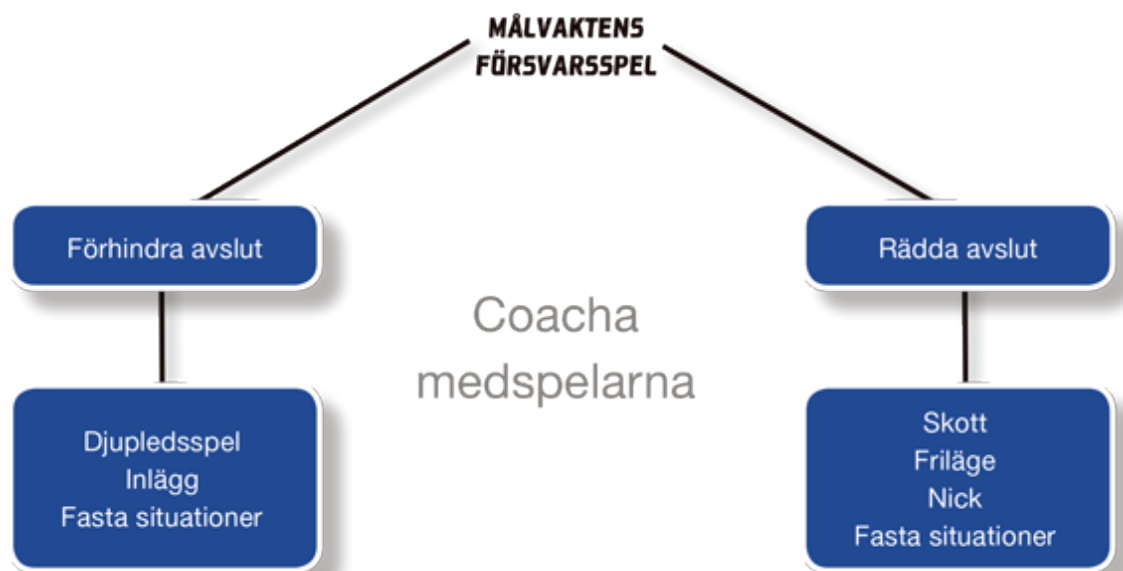 MÅLVAKTENS
FÖRSVARSSPEL
Förhindra avslut
Rädda avslut
Coacha
medspelarna
Djupledsspel
Inlägg
Fasta situationer
Skott
Friläge
Nick
Fasta situationer